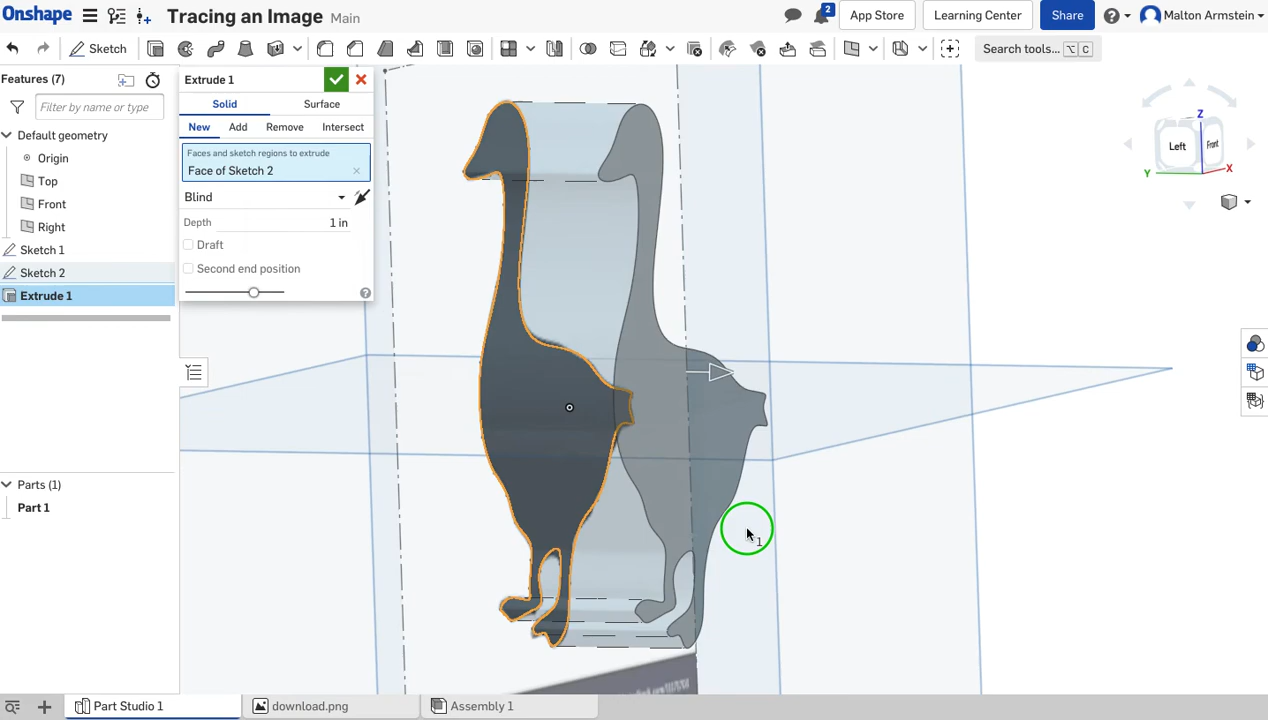 Onshape
Tracing an Image Main
2
App Store
Learning Center
Share
Malton Armstein
Sketch
Search tools... ⌥ C
Features (7)
Filter by name or type
Default geometry
Origin
Top
Front
Right
Sketch 1
Sketch 2
Extrude 1
Parts (1)
Part 1
Extrude 1
Solid Surface
New Add Remove Intersect
Faces and sketch regions to extrude
Face of Sketch 2
Blind
Depth 1 in
Draft
Second end position
1
Z
Left Front
Y X
Part Studio 1
download.png
Assembly 1